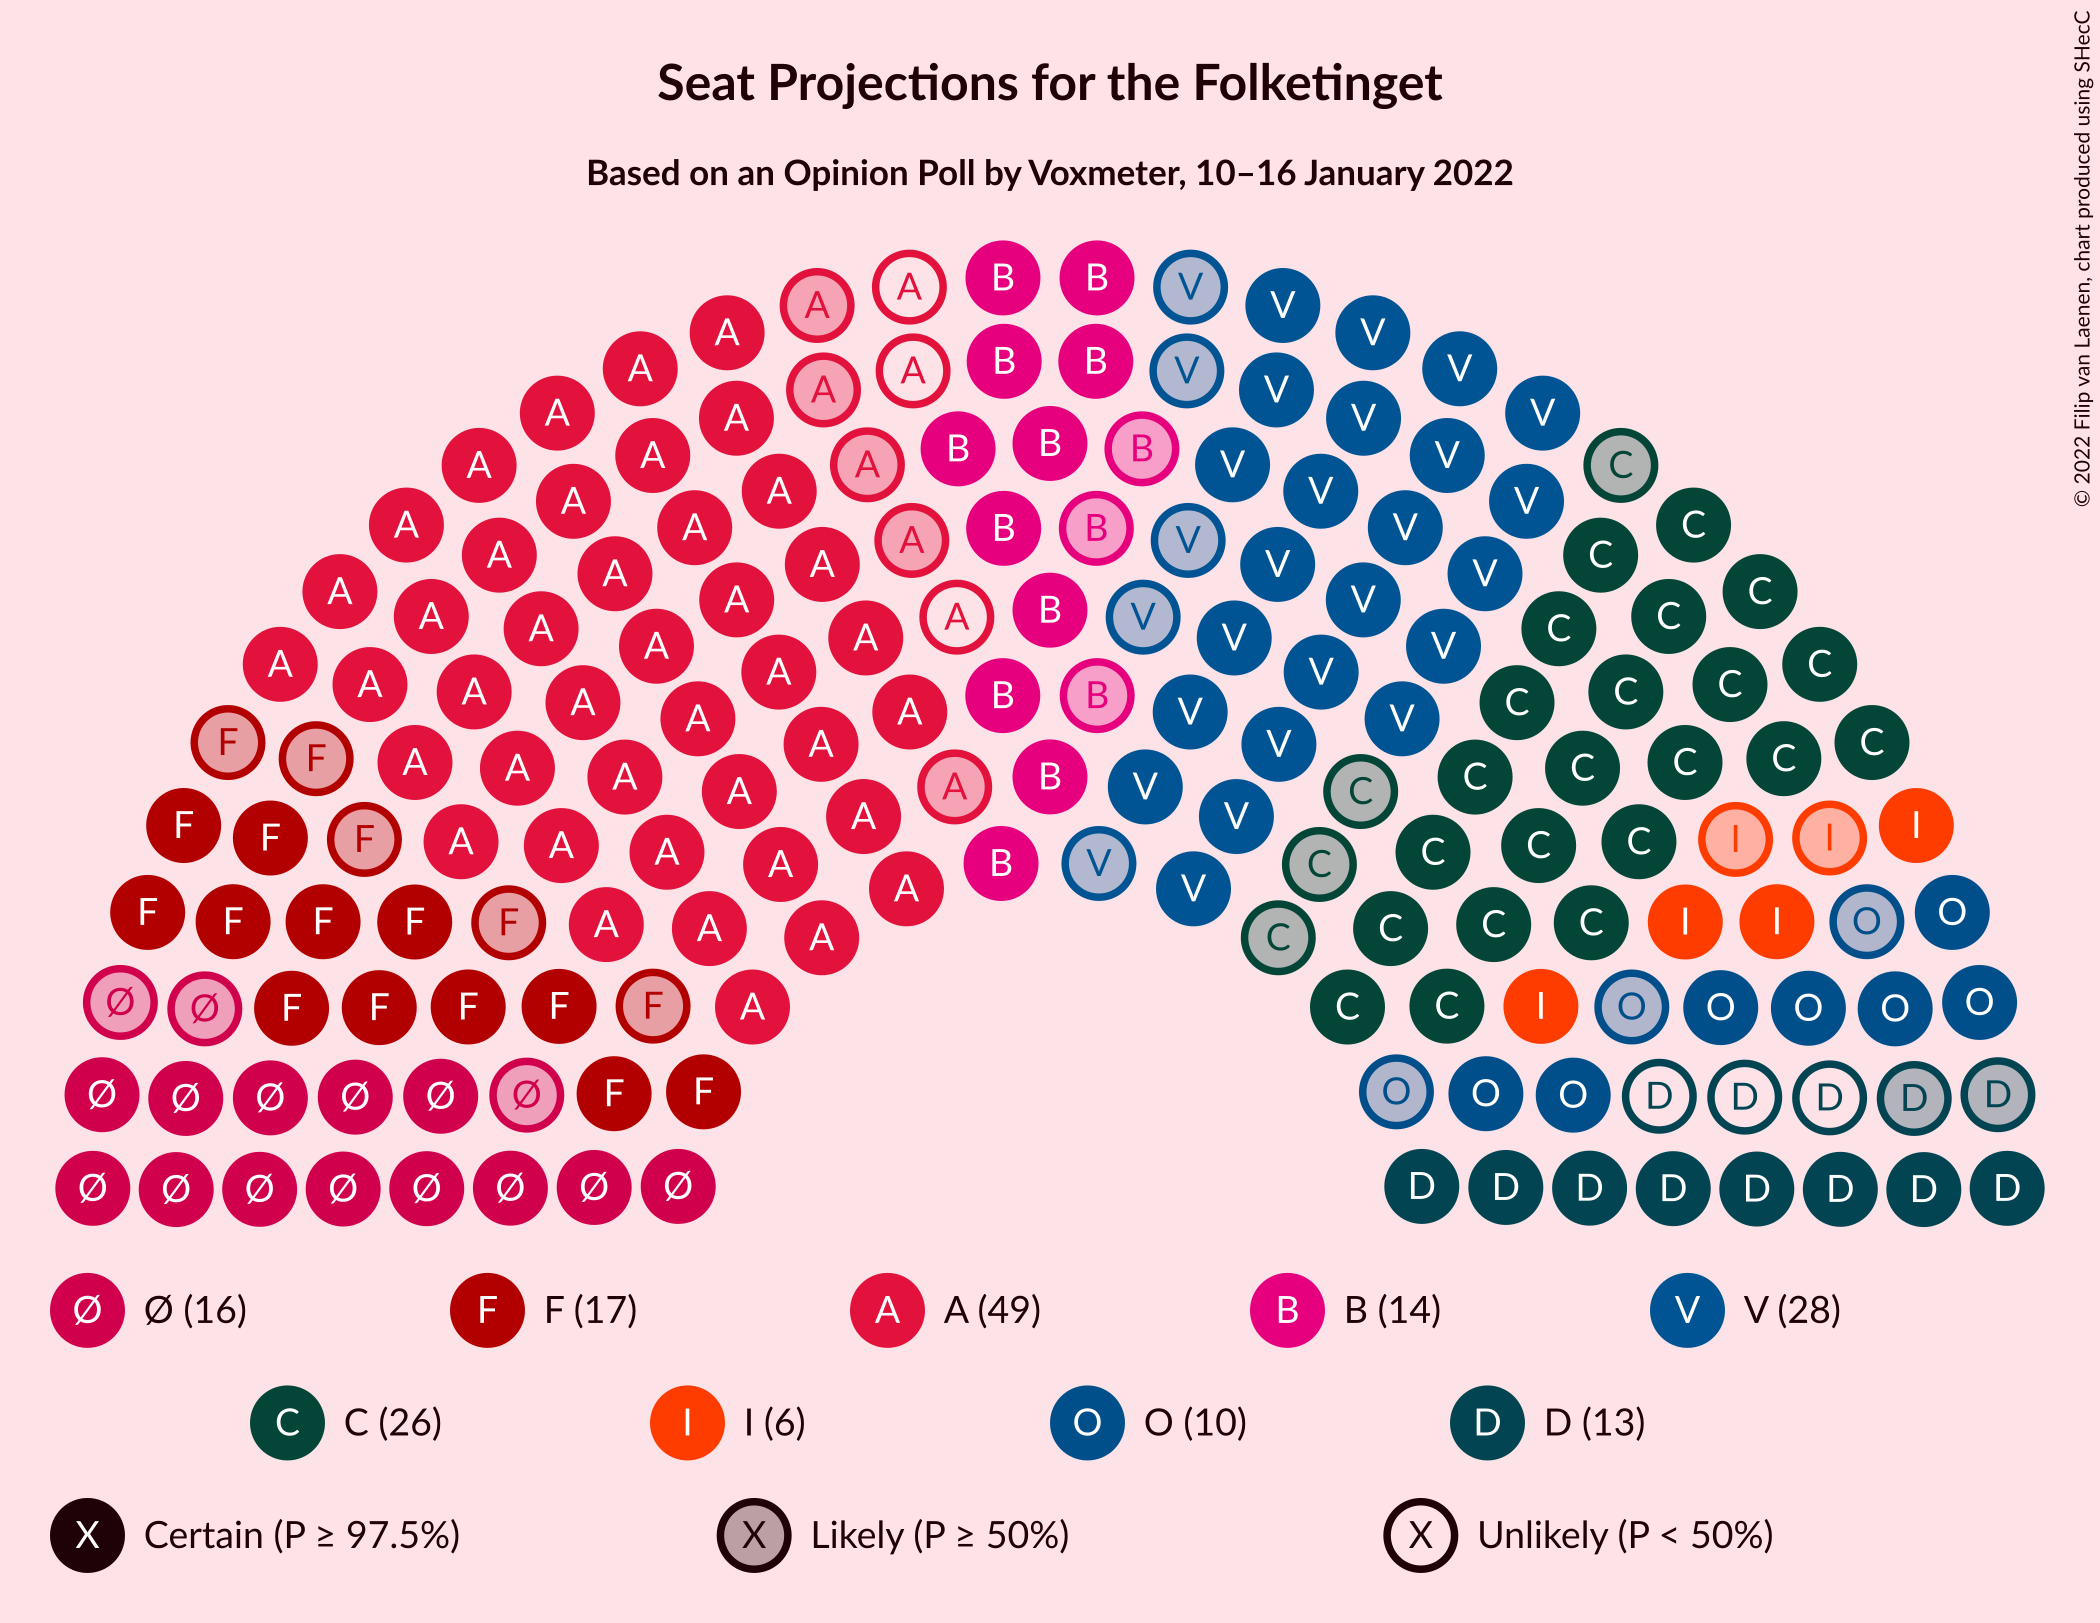 © 2022 Filip van Laenen, chart produced using SHecC
Seat Projections for the Folketinget
Based on an Opinion Poll by Voxmeter, 10–16 January 2022
B B
A V
A V
A V
B B
A A V V
A V
A V
A V
B
B B
A V
A A V C
A V
A V
A A B B V C
A V
A C
A V
A V
A A V C
A A B V C
A C
A A V V
A A V C
A A B B C C
A C
A V
A V
F A V C
F A A C C C
A B C
A V
A C
A V
F I
F F A C I I
A A C C
A B V C
A V
F O
F F F F A A C C C I I O
A C
Ø Ø F F F F F A C C I O O O O O
Ø Ø Ø Ø Ø Ø F F O O O D D D D D
Ø Ø Ø Ø Ø Ø Ø Ø D D D D D D D D
Ø Ø (16) F F (17) A A (49) B B (14) V V (28)
C C (26) I I (6) O O (10) D D (13)
X Certain (P ≥ 97.5%) X Likely (P ≥ 50%) X Unlikely (P < 50%)